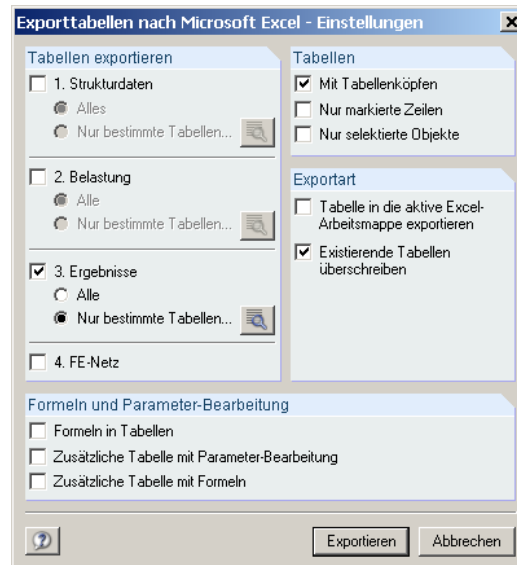 Exporttabellen nach Microsoft Excel - Einstellungen
Tabellen exportieren
1. Strukturdaten
Alles
Nur bestimmte Tabellen...
2. Belastung
Alle
Nur bestimmte Tabellen...
3. Ergebnisse
Alle
Nur bestimmte Tabellen...
4. FE-Netz
Tabellen
Mit Tabellenköpfen
Nur markierte Zeilen
Nur selektierte Objekte
Exportart
Tabelle in die aktive Excel-
Arbeitsmappe exportieren
Existierende Tabellen
überschreiben
Formeln und Parameter-Bearbeitung
Formeln in Tabellen
Zusätzliche Tabelle mit Parameter-Bearbeitung
Zusätzliche Tabelle mit Formeln
Exportieren
Abbrechen